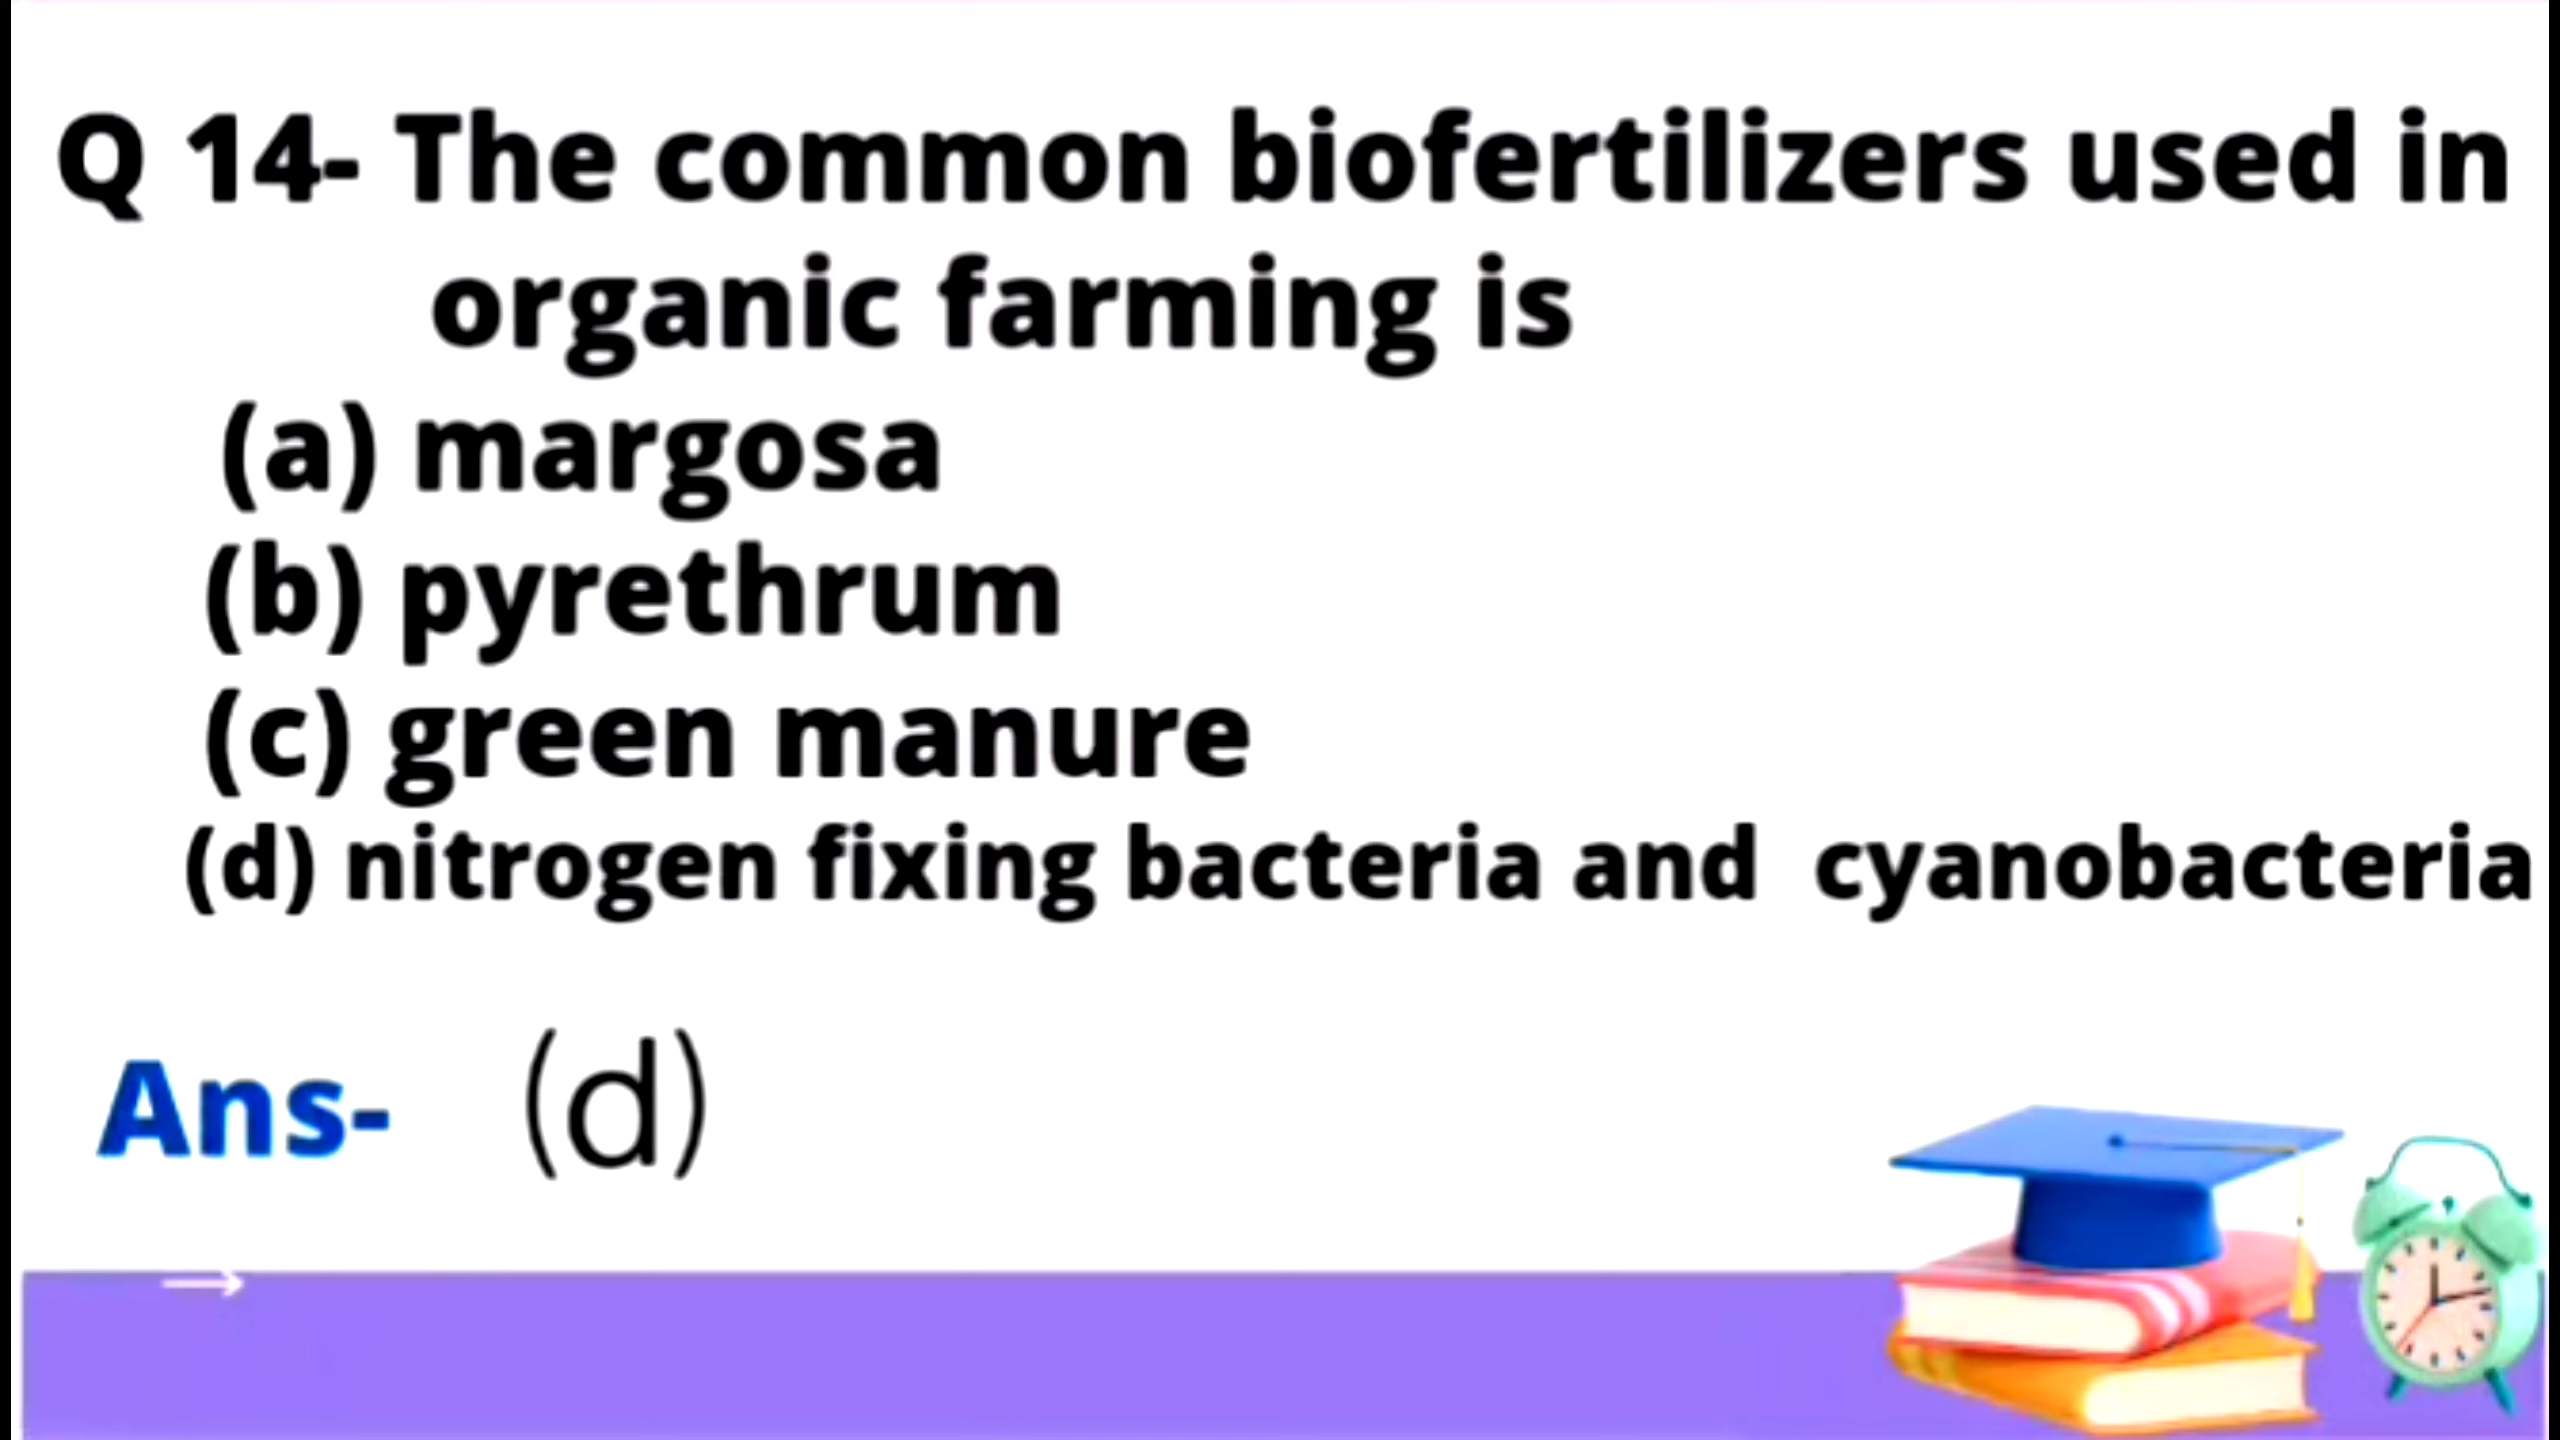 Q 14- The common biofertilizers used in
organic farming is
(a) margosa
(b) pyrethrum
(c) green manure
(d) nitrogen fixing bacteria and cyanobacteria
Ans- (d)